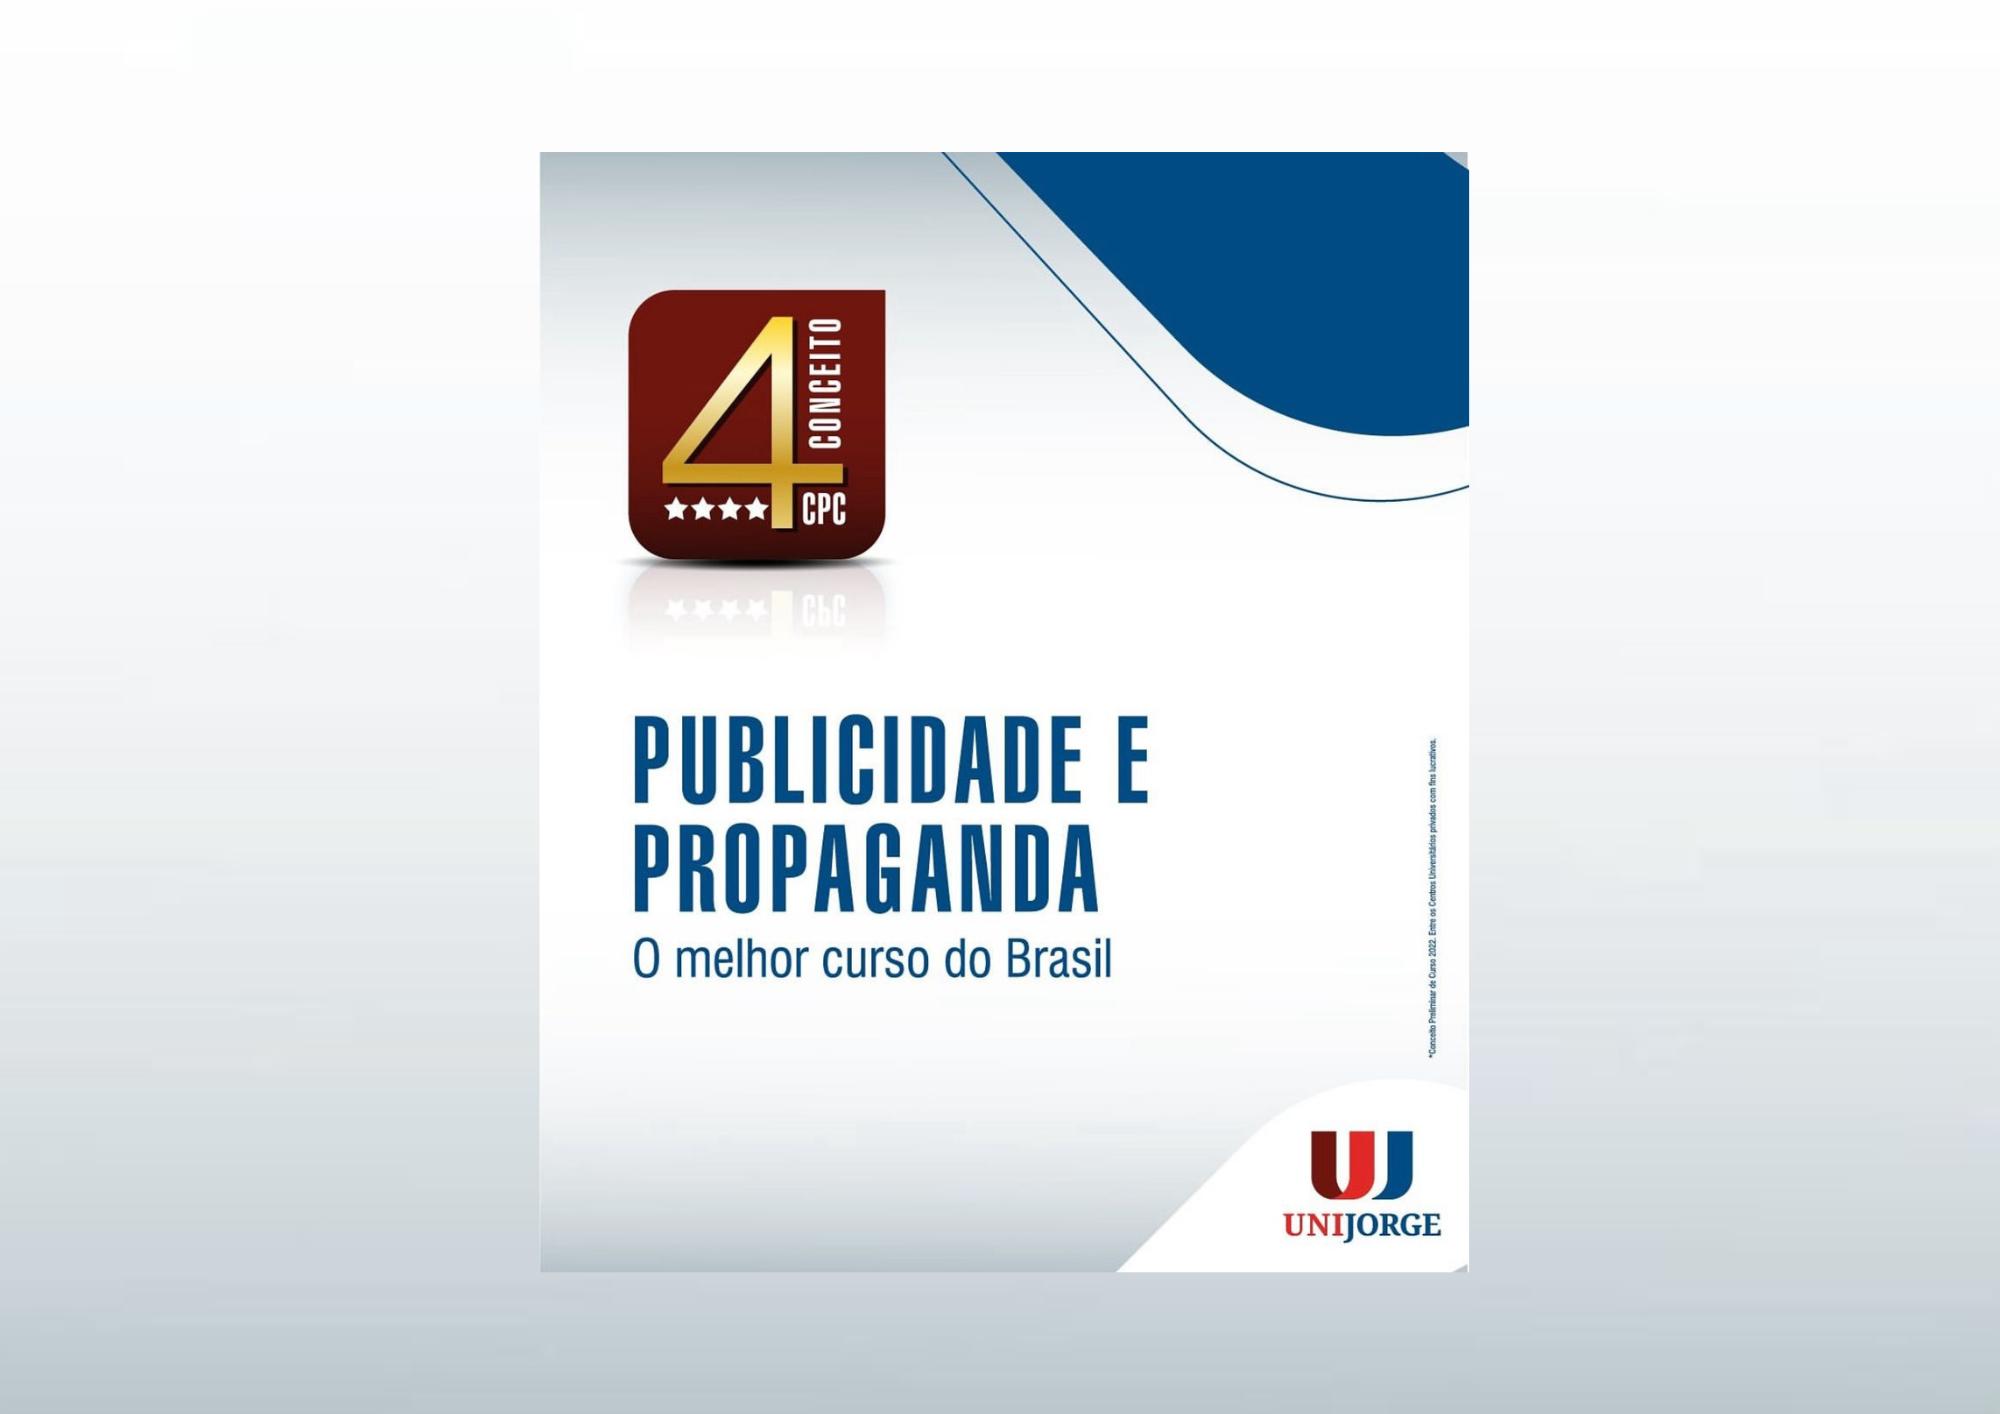 4
CONCEITO
CPC
PUBLICIDADE E
PROPAGANDA
O melhor curso do Brasil
*Conceito Preliminar de Curso 2022. Entre os Centros Universitários privados com fins lucrativos.
UNIJORGE